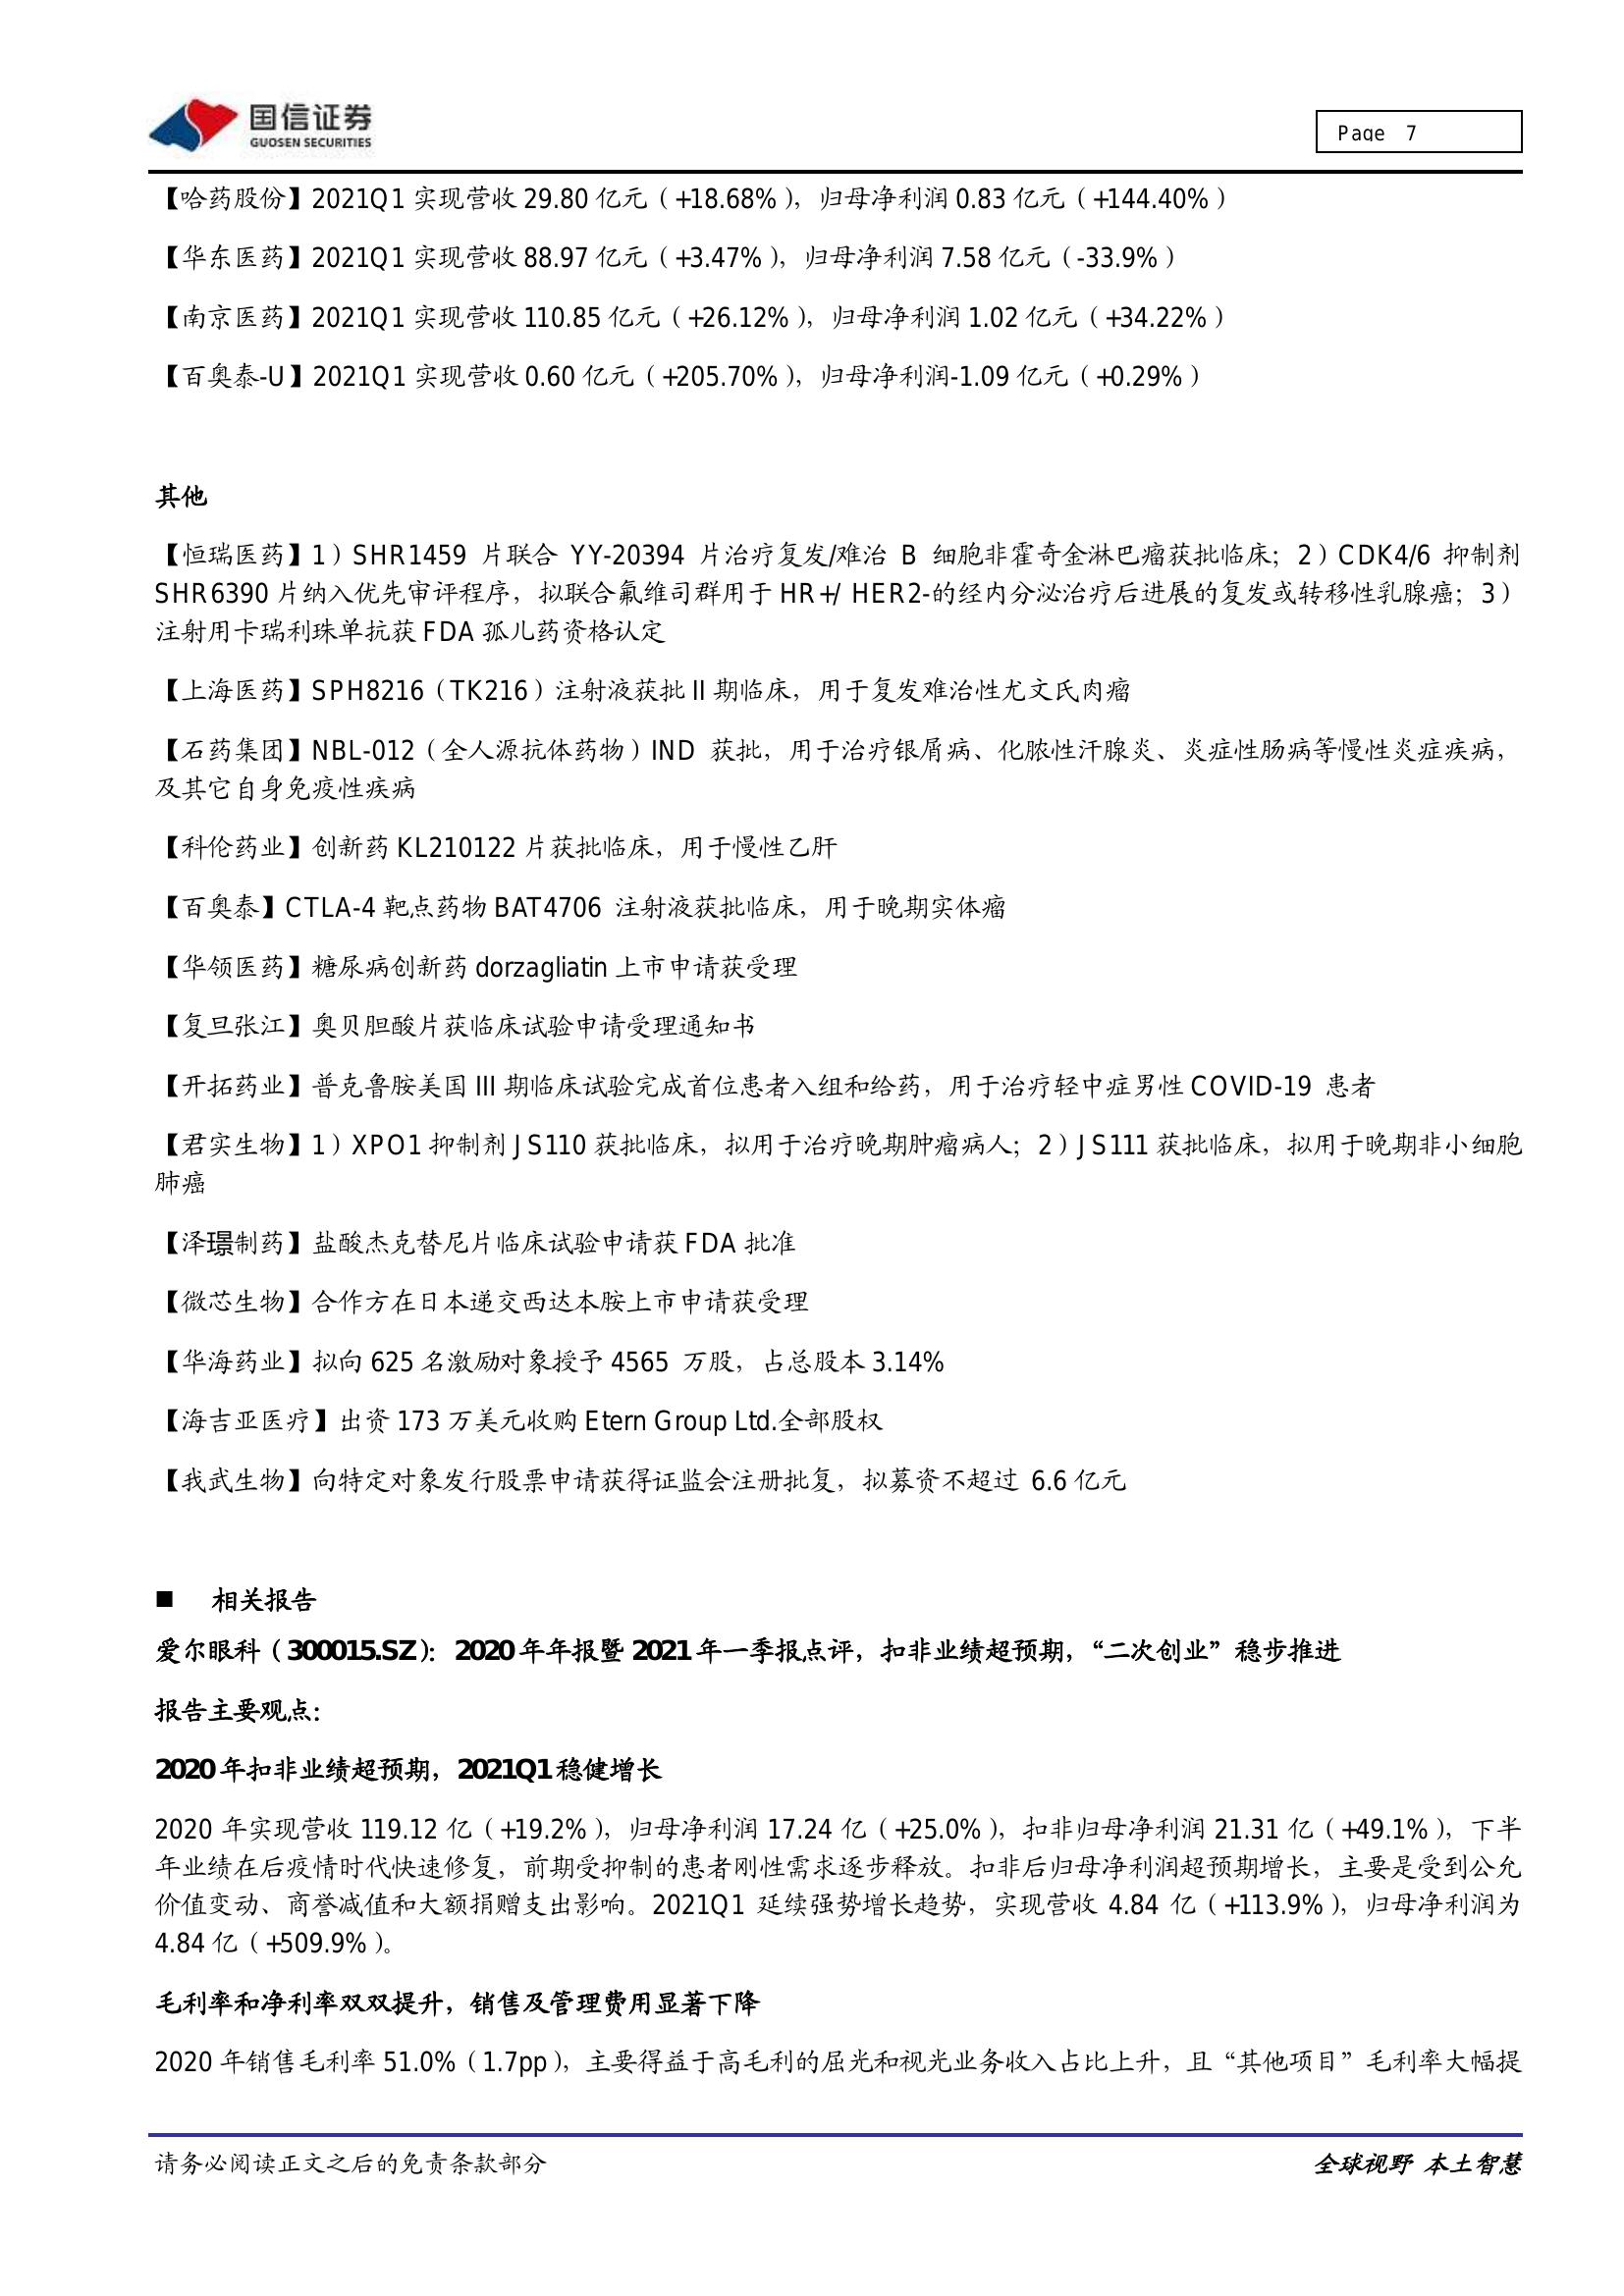 国信证券
GUOSEN SECURITIES
Page 7
【哈药股份】2021Q1 实现营收 29.80 亿元（+18.68%），归母净利润 0.83 亿元（+144.40%）
【华东医药】2021Q1 实现营收 88.97 亿元（+3.47%），归母净利润 7.58 亿元（-33.9%）
【南京医药】2021Q1 实现营收 110.85 亿元（+26.12%），归母净利润 1.02 亿元（+34.22%）
【百奥泰-U】2021Q1 实现营收 0.60 亿元（+205.70%），归母净利润-1.09 亿元（+0.29%）
其他
【恒瑞医药】1）SHR1459 片联合 YY-20394 片治疗复发/难治 B 细胞非霍奇金淋巴瘤获批临床；2）CDK4/6 抑制剂
SHR6390 片纳入优先审评程序，拟联合氟维司群用于 HR+/ HER2-的经内分泌治疗后进展的复发或转移性乳腺癌；3）
注射用卡瑞利珠单抗获 FDA 孤儿药资格认定
【上海医药】SPH8216（TK216）注射液获批 II 期临床，用于复发难治性尤文氏肉瘤
【石药集团】NBL-012（全人源抗体药物）IND 获批，用于治疗银屑病、化脓性汗腺炎、炎症性肠病等慢性炎症疾病，
及其它自身免疫性疾病
【科伦药业】创新药 KL210122 片获批临床，用于慢性乙肝
【百奥泰】CTLA-4 靶点药物 BAT4706 注射液获批临床，用于晚期实体瘤
【华领医药】糖尿病创新药 dorzagliatin 上市申请获受理
【复旦张江】奥贝胆酸片获临床试验申请受理通知书
【开拓药业】普克鲁胺美国 III 期临床试验完成首位患者入组和给药，用于治疗轻中症男性 COVID-19 患者
【君实生物】1）XPO1 抑制剂 JS110 获批临床，拟用于治疗晚期肿瘤病人；2）JS111 获批临床，拟用于晚期非小细胞
肺癌
【泽璟制药】盐酸杰克替尼片临床试验申请获 FDA 批准
【微芯生物】合作方在日本递交西达本胺上市申请获受理
【华海药业】拟向 625 名激励对象授予 4565 万股，占总股本 3.14%
【海吉亚医疗】出资 173 万美元收购 Etern Group Ltd.全部股权
【我武生物】向特定对象发行股票申请获得证监会注册批复，拟募资不超过 6.6 亿元
■ 相关报告
爱尔眼科（300015.SZ）：2020 年年报暨 2021 年一季报点评，扣非业绩超预期，“二次创业”稳步推进
报告主要观点：
2020 年扣非业绩超预期，2021Q1 稳健增长
2020 年实现营收 119.12 亿（+19.2%），归母净利润 17.24 亿（+25.0%），扣非归母净利润 21.31 亿（+49.1%），下半
年业绩在后疫情时代快速修复，前期受抑制的患者刚性需求逐步释放。扣非后归母净利润超预期增长，主要是受到公允
价值变动、商誉减值和大额捐赠支出影响。2021Q1 延续强势增长趋势，实现营收 4.84 亿（+113.9%），归母净利润为
4.84 亿（+509.9%）。
毛利率和净利率双双提升，销售及管理费用显著下降
2020 年销售毛利率 51.0%（1.7pp），主要得益于高毛利的屈光和视光业务收入占比上升，且“其他项目”毛利率大幅提
请务必阅读正文之后的免责条款部分
全球视野 本土智慧